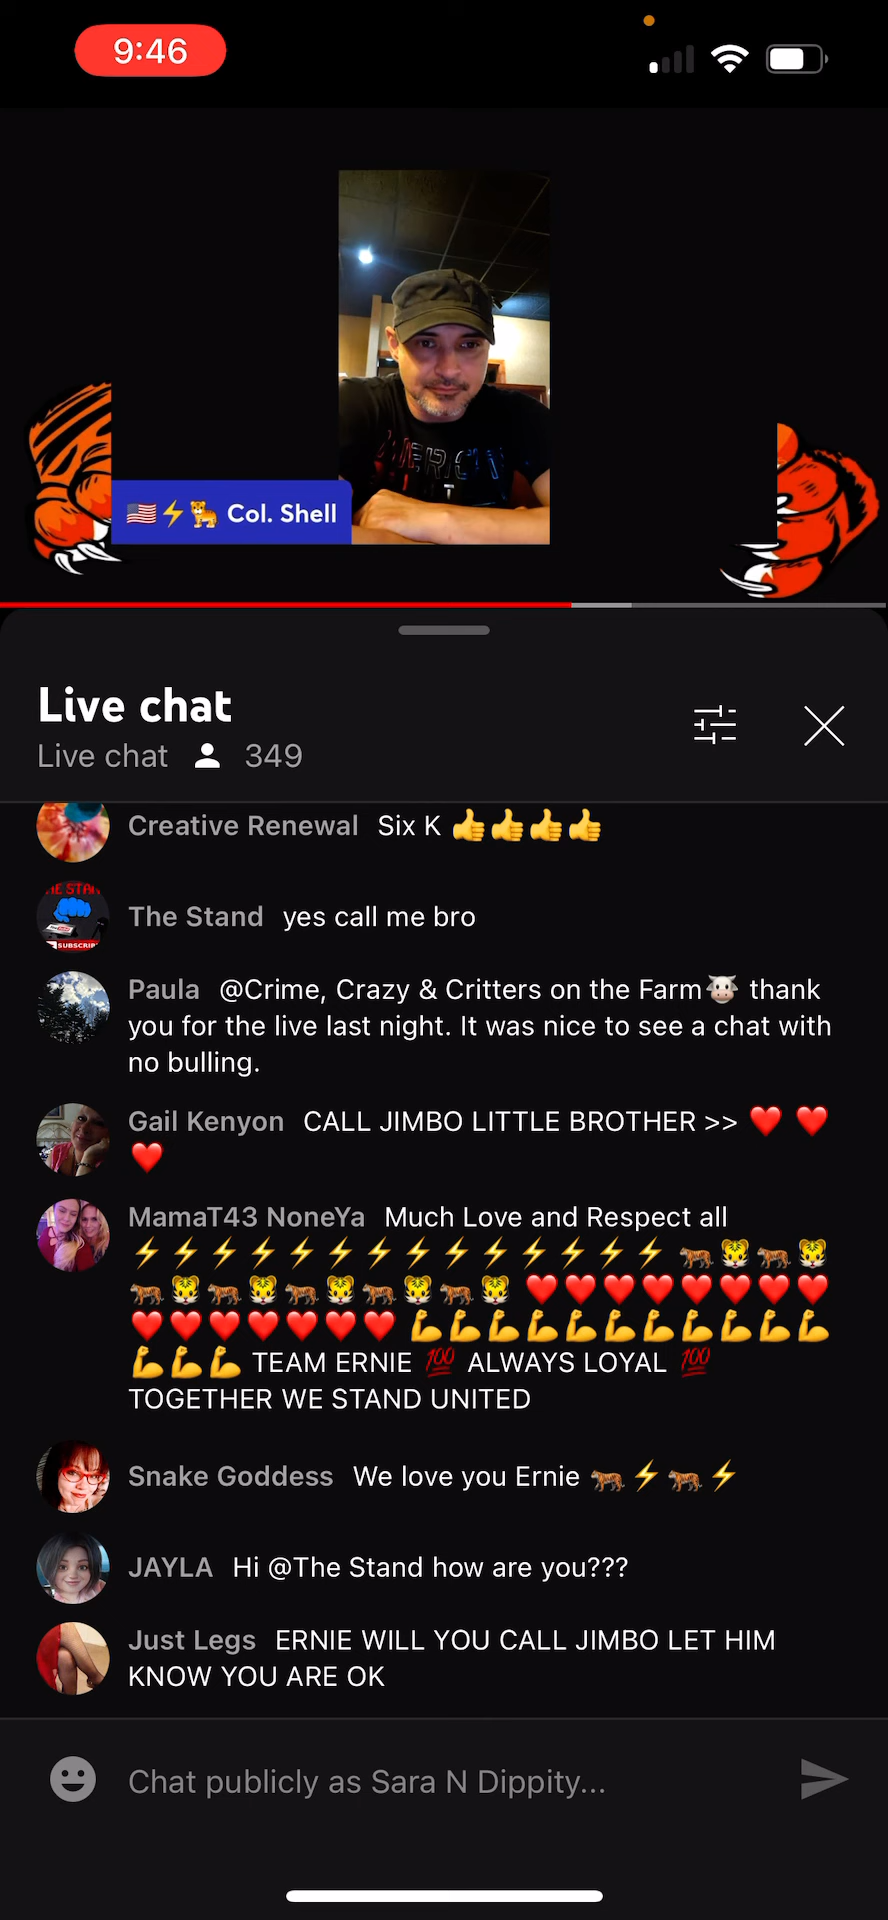 9:46
🇺🇸⚡🐅 Col. Shell
Live chat
Live chat 349
Creative Renewal Six K 👍👍👍👍
The Stand yes call me bro
SUBSCRIB
Paula @Crime, Crazy & Critters on the Farm🐮 thank
you for the live last night. It was nice to see a chat with
no bulling.
Gail Kenyon CALL JIMBO LITTLE BROTHER >> ❤️ ❤️
❤️
MamaT43 NoneYa Much Love and Respect all
⚡⚡⚡⚡⚡⚡⚡⚡⚡⚡⚡⚡⚡⚡ 🐅🐯🐅🐯
🐅🐯🐅🐯🐅🐯🐅🐯🐅🐯 ❤️❤️❤️❤️❤️❤️❤️❤️
❤️❤️❤️❤️❤️❤️❤️ 💪💪💪💪💪💪💪💪💪💪💪
💪💪💪 TEAM ERNIE 💯 ALWAYS LOYAL 💯
TOGETHER WE STAND UNITED
Snake Goddess We love you Ernie 🐅⚡🐅⚡
JAYLA Hi @The Stand how are you???
Just Legs ERNIE WILL YOU CALL JIMBO LET HIM
KNOW YOU ARE OK
Chat publicly as Sara N Dippity...